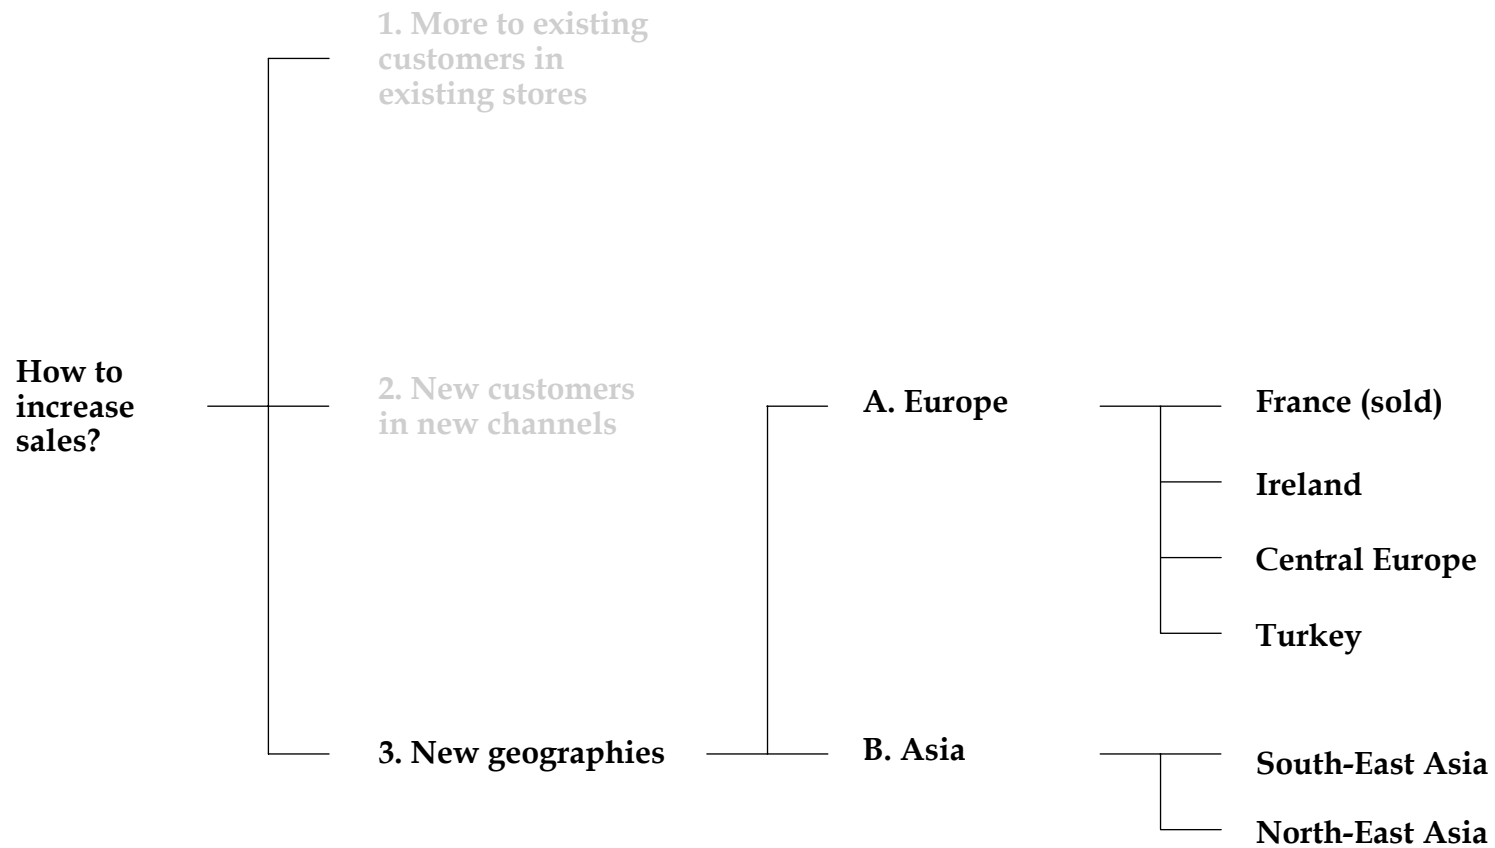 1. More to existing
customers in
existing stores
How to
increase
sales?
2. New customers
in new channels
3. New geographies
A. Europe
France (sold)
Ireland
Central Europe
Turkey
B. Asia
South-East Asia
North-East Asia